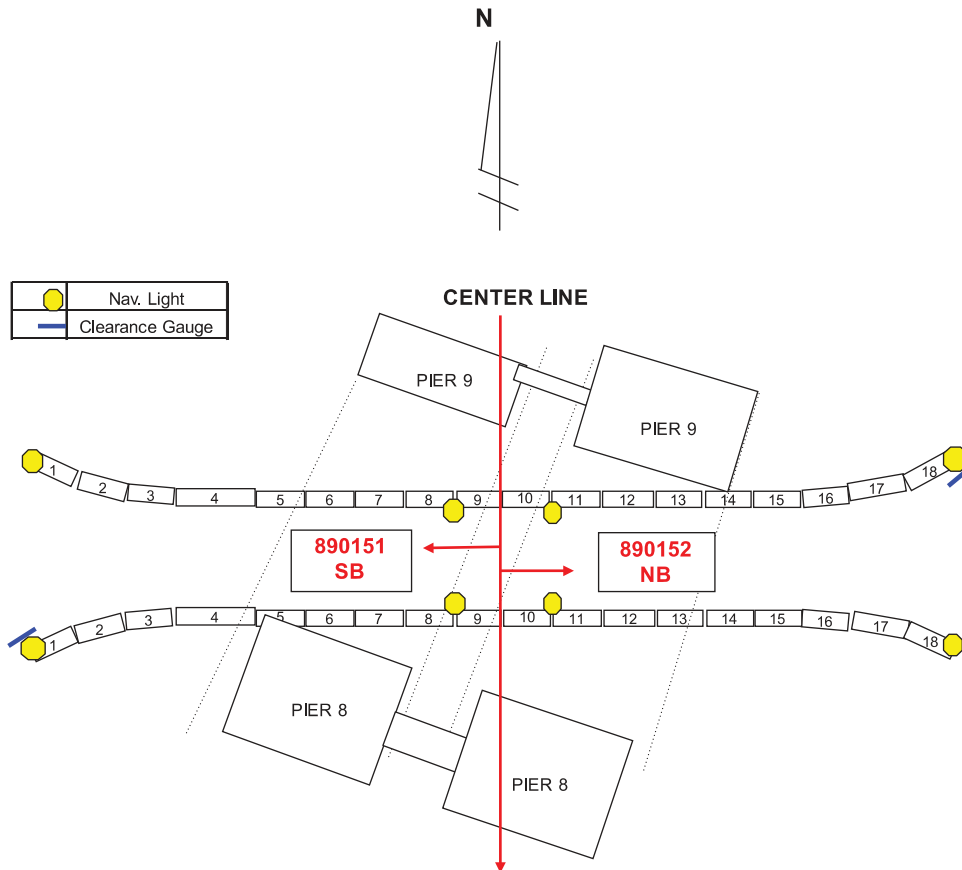 N
Nav. Light
Clearance Gauge
CENTER LINE
PIER 9
PIER 9
1 2 3 4 5 6 7 8 9 10 11 12 13 14 15 16 17 18
890151
SB
890152
NB
1 2 3 4 5 6 7 8 9 10 11 12 13 14 15 16 17 18
PIER 8
PIER 8